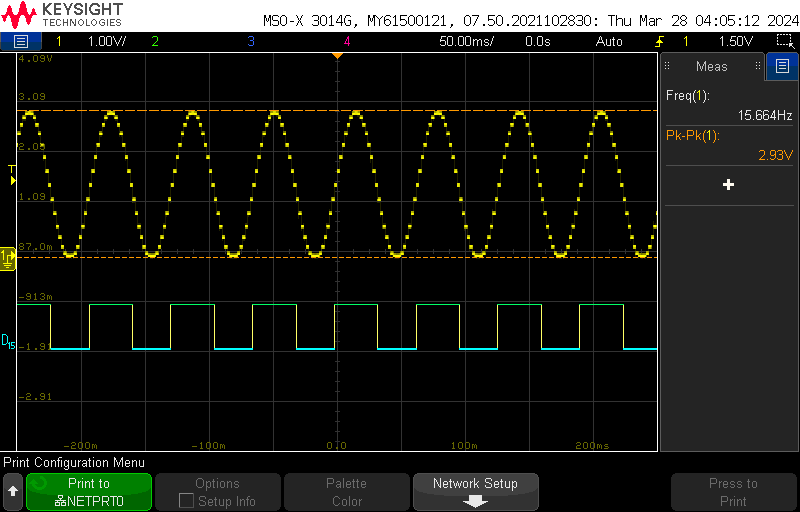 KEYSIGHT
TECHNOLOGIES
MSO-X 3014G, MY61500121, 07.50.2021102830: Thu Mar 28 04:05:12 2024
1 1.00V/ 2 3 4 50.00ms/ 0.0s Auto 1 1.50V
4.09V
3.09
2.09
1.09
87.0m
-913m
-1.91
-2.91
T
1
D15
-200m -100m 0.0 100m 200ms
Meas
Freq(1):
15.664Hz
Pk-Pk(1):
2.93V
+
Print Configuration Menu
Print to
NETPRT0
Options
Setup Info
Palette
Color
Network Setup
Press to
Print